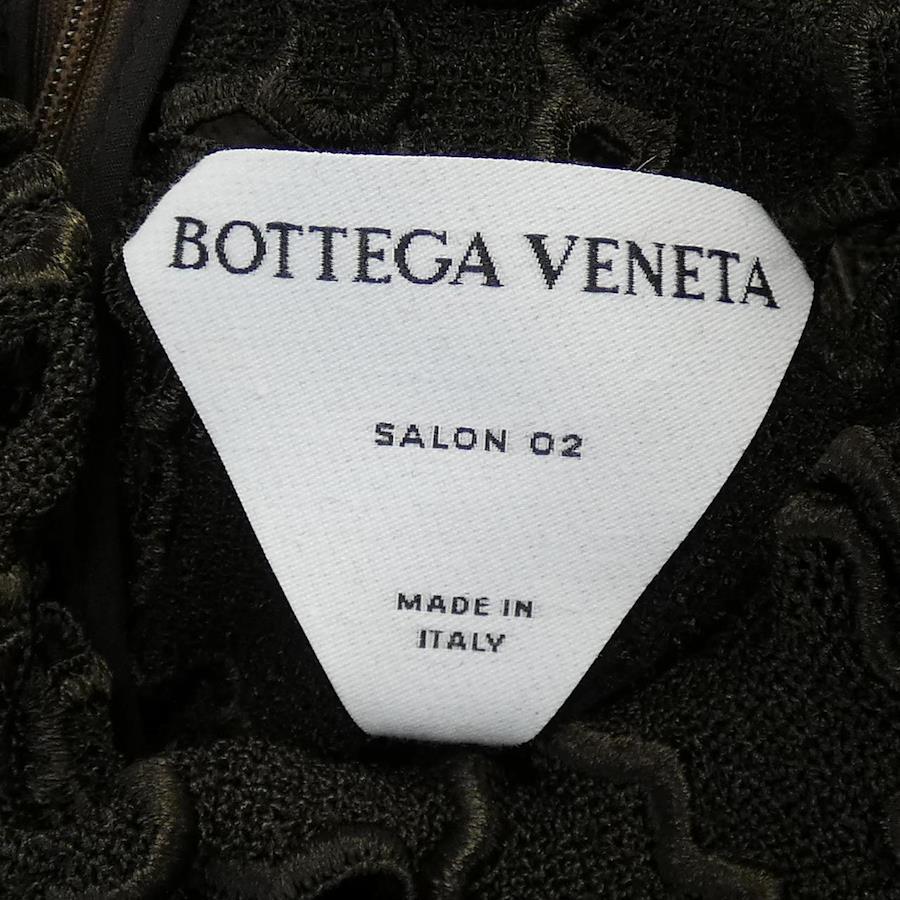 BOTTEGA VENETA
SALON 02
MADE IN
ITALY